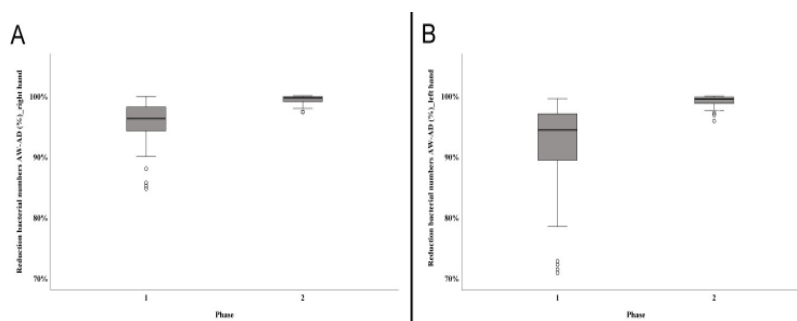 A
Reduction bacterial numbers AW-AD (%)_right hand
100%
90%
80%
70%
1
2
Phase
B
Reduction bacterial numbers AW-AD (%)_left hand
100%
90%
80%
70%
1
2
Phase